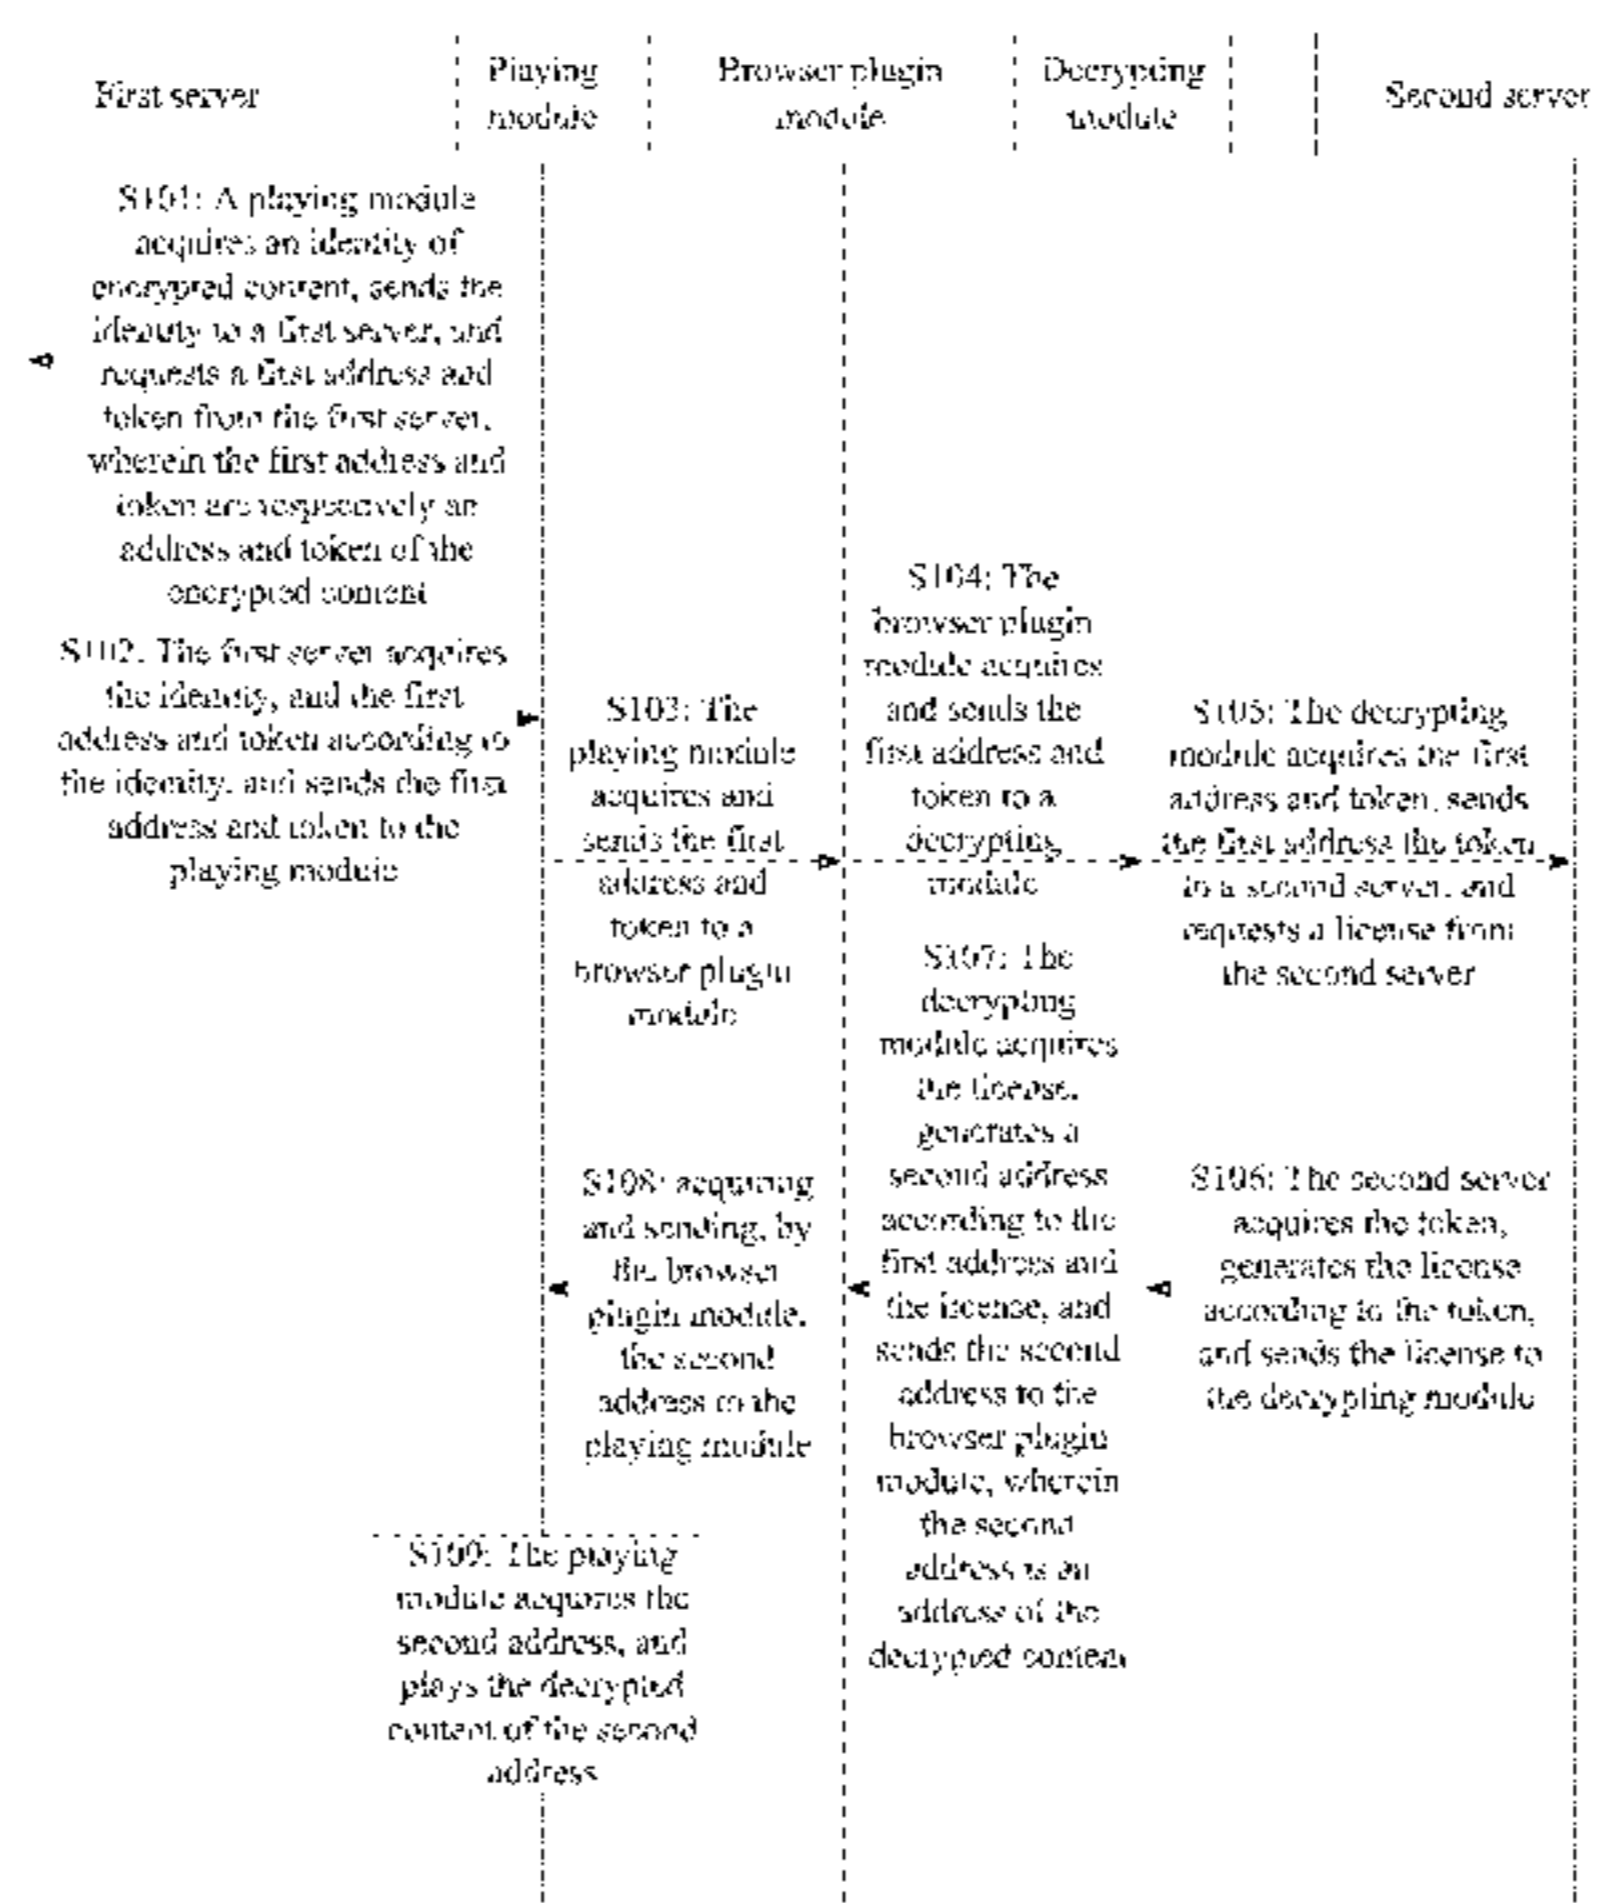 First server
Playing
module
Browser plugin
module
Decrypting
module
Second server
S101: A playing module
acquires an identity of
encrypted content, sends the
identity to a first server, and
requests a first address and
token from the first server,
wherein the first address and
token are respectively an
address and token of the
encrypted content
S102: The first server acquires
the identity, and the first
address and token according to
the identity, and sends the first
address and token to the
playing module
S103: The
playing module
acquires and
sends the first
address and
token to a
browser plugin
module
S104: The
browser plugin
module acquires
and sends the
first address and
token to a
decrypting
module
S105: The decrypting
module acquires the first
address and token, sends
the first address the token
to a second server, and
requests a license from
the second server
S106: The second server
acquires the token,
generates the license
according to the token,
and sends the license to
the decrypting module
S107: The
decrypting
module acquires
the license,
generates a
second address
according to the
first address and
the license, and
sends the second
address to the
browser plugin
module, wherein
the second
address is an
address of the
decrypted content
S108: acquiring
and sending, by
the browser
plugin module,
the second
address to the
playing module
S109: The playing
module acquires the
second address, and
plays the decrypted
content of the second
address